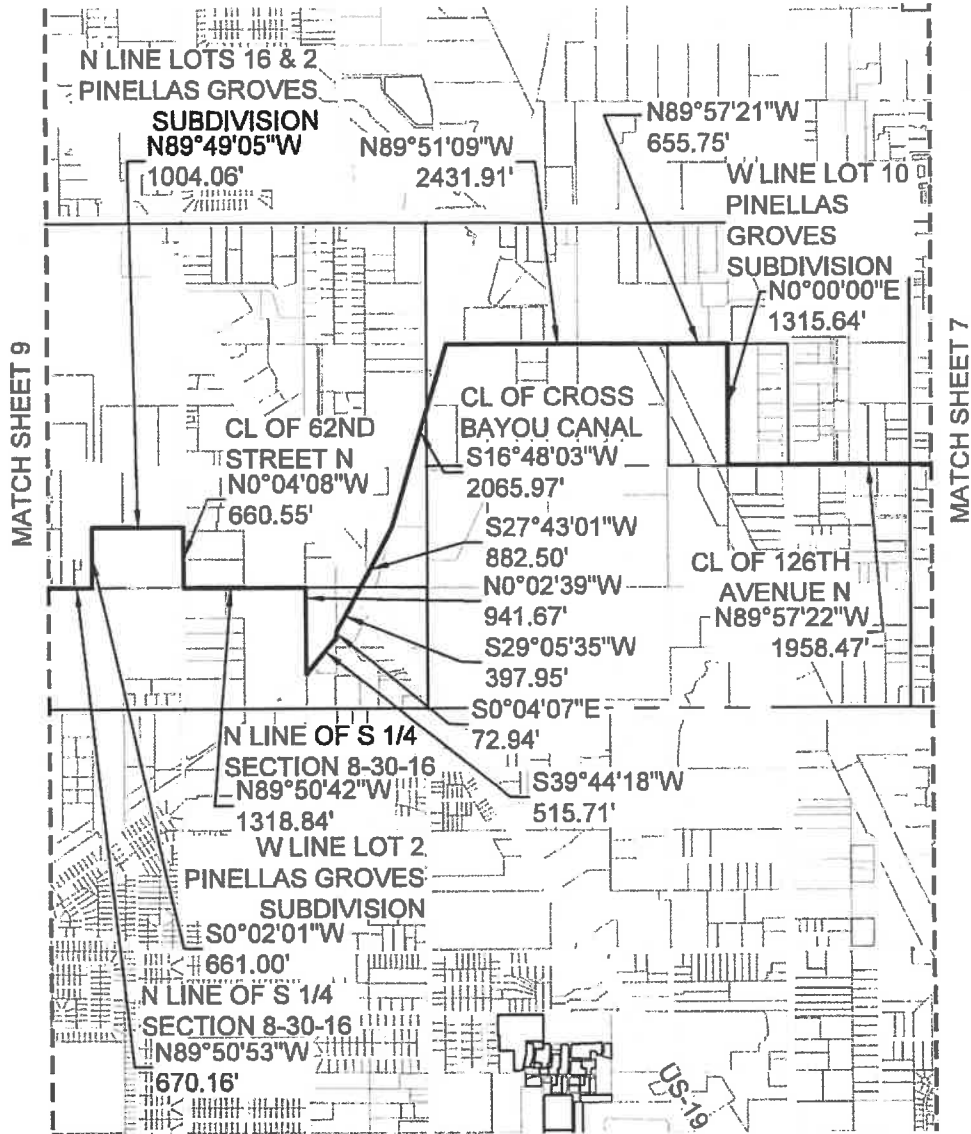 N LINE LOTS 16 & 2
PINELLAS GROVES
SUBDIVISION
N89°49'05"W
1004.06'
N89°51'09"W
2431.91'
N89°57'21"W
655.75'
W LINE LOT 10
PINELLAS
GROVES
SUBDIVISION
N0°00'00"E
1315.64'
MATCH SHEET 9
MATCH SHEET 7
CL OF 62ND
STREET N
N0°04'08"W
660.55'
CL OF CROSS
BAYOU CANAL
S16°48'03"W
2065.97'
S27°43'01"W
882.50'
N0°02'39"W
941.67'
S29°05'35"W
397.95'
S0°04'07"E
72.94'
S39°44'18"W
515.71'
CL OF 126TH
AVENUE N
N89°57'22"W
1958.47'
N LINE OF S 1/4
SECTION 8-30-16
N89°50'42"W
1318.84'
W LINE LOT 2
PINELLAS GROVES
SUBDIVISION
S0°02'01"W
661.00'
N LINE OF S 1/4
SECTION 8-30-16
N89°50'53"W
670.16'
US-19